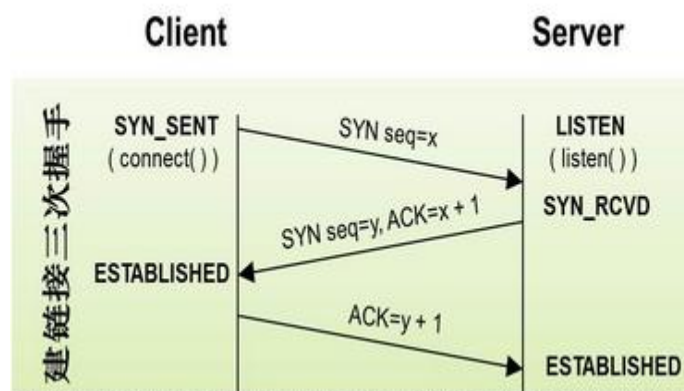 Client
Server
建链接三次握手
SYN_SENT
( connect() )
SYN seq=x
LISTEN
( listen() )
SYN_RCVD
SYN seq=y, ACK=x + 1
ESTABLISHED
ACK=y + 1
ESTABLISHED